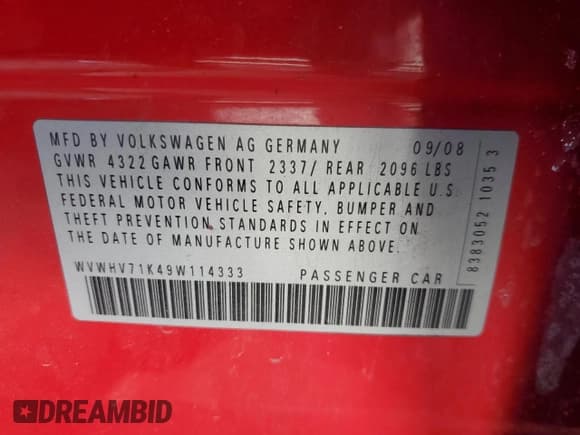 MFD BY VOLKSWAGEN AG GERMANY 09/08
GVWR 4322 GAWR FRONT 2337/ REAR 2096 LBS
THIS VEHICLE CONFORMS TO ALL APPLICABLE U.S.
FEDERAL MOTOR VEHICLE SAFETY, BUMPER AND
THEFT PREVENTION STANDARDS IN EFFECT ON
THE DATE OF MANUFACTURE SHOWN ABOVE.
WVWHV71K49W114333 PASSENGER CAR
8383052 1035 3
DREAMBID